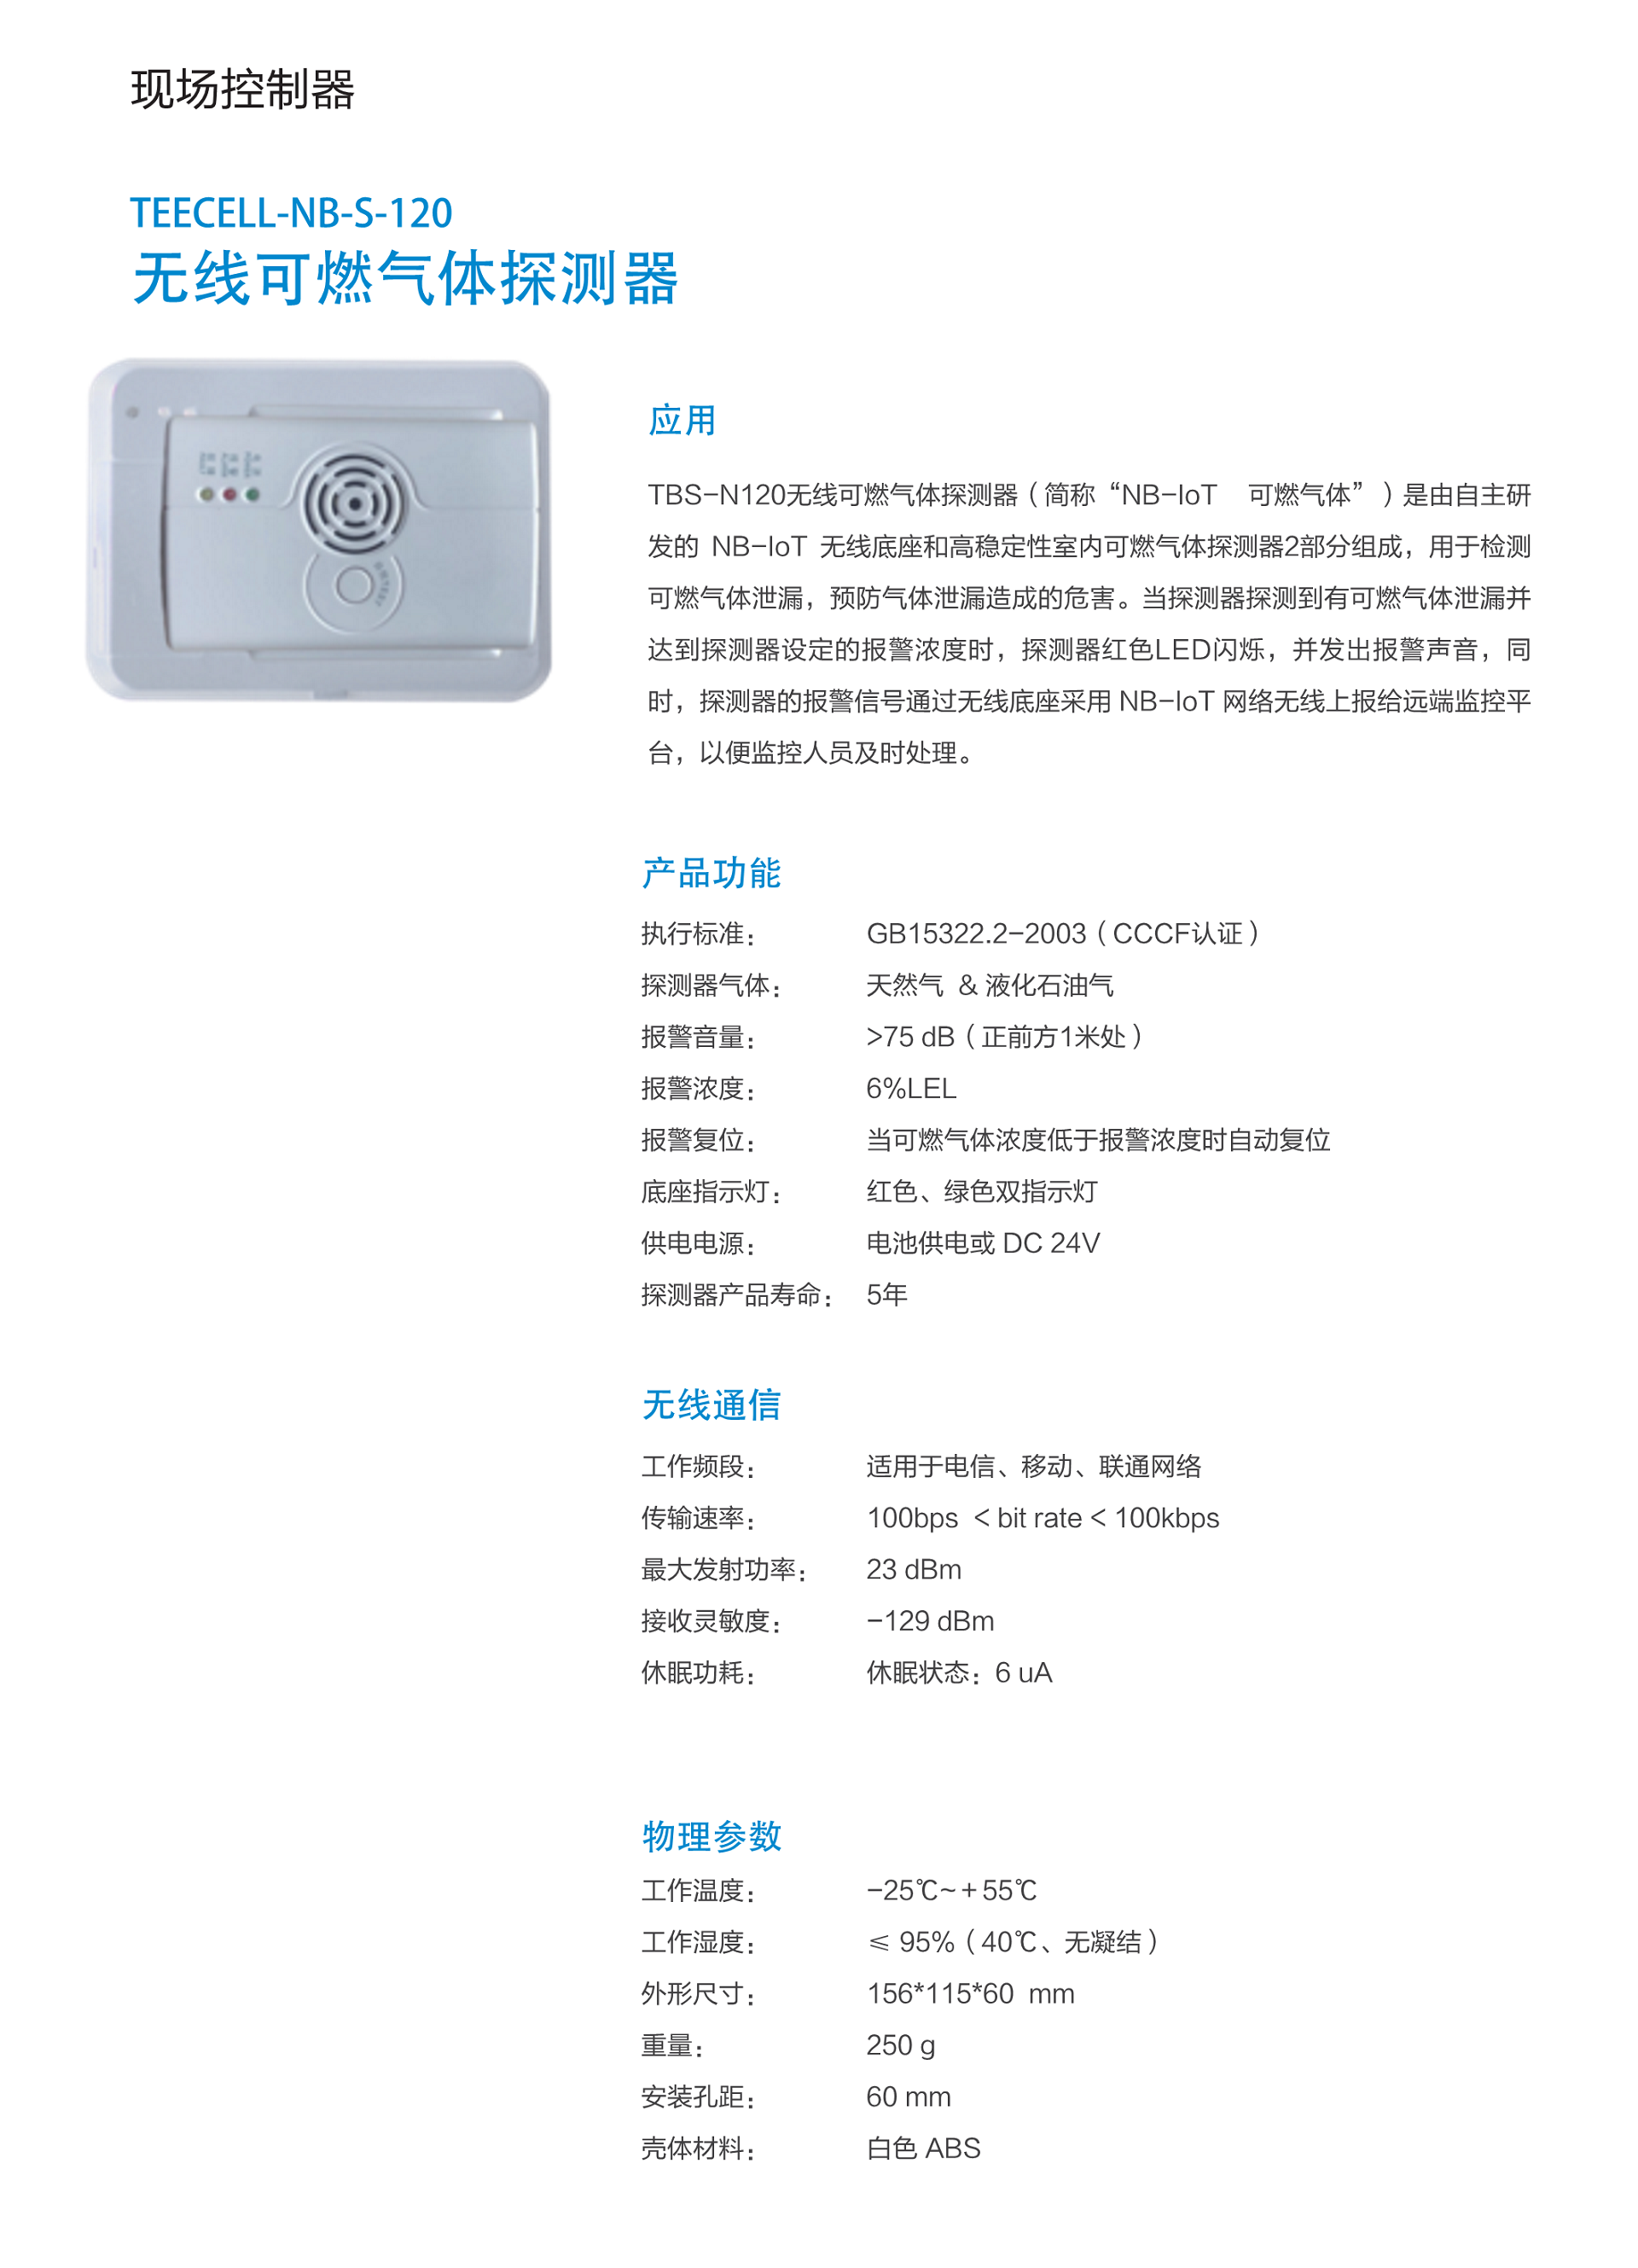 现场控制器
TEECELL-NB-S-120
无线可燃气体探测器
应用
TBS-N120无线可燃气体探测器（简称“NB-IoT 可燃气体”）是由自主研
发的 NB-IoT 无线底座和高稳定性室内可燃气体探测器2部分组成，用于检测
可燃气体泄漏，预防气体泄漏造成的危害。当探测器探测到有可燃气体泄漏并
达到探测器设定的报警浓度时，探测器红色LED闪烁，并发出报警声音，同
时，探测器的报警信号通过无线底座采用 NB-IoT 网络无线上报给远端监控平
台，以便监控人员及时处理。
产品功能
执行标准： GB15322.2-2003（CCCF认证）
探测器气体： 天然气 & 液化石油气
报警音量： >75 dB（正前方1米处）
报警浓度： 6%LEL
报警复位： 当可燃气体浓度低于报警浓度时自动复位
底座指示灯： 红色、绿色双指示灯
供电电源： 电池供电或 DC 24V
探测器产品寿命： 5年
无线通信
工作频段： 适用于电信、移动、联通网络
传输速率： 100bps < bit rate < 100kbps
最大发射功率： 23 dBm
接收灵敏度： -129 dBm
休眠功耗： 休眠状态：6 uA
物理参数
工作温度： -25℃~+55℃
工作湿度： ≤ 95%（40℃、无凝结）
外形尺寸： 156*115*60 mm
重量： 250 g
安装孔距： 60 mm
壳体材料： 白色 ABS